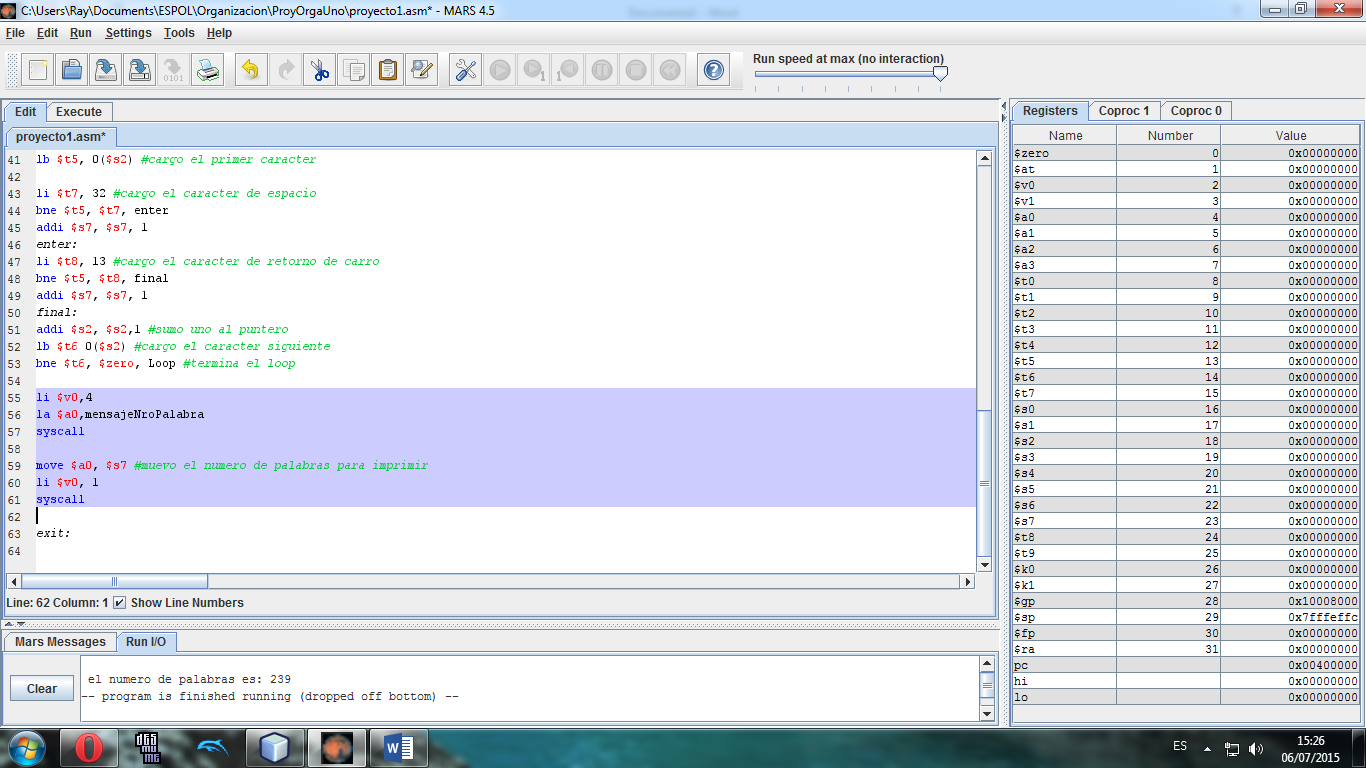 C:\Users\Ray\Documents\ESPOL\Organizacion\ProyOrgaUno\proyecto1.asm* - MARS 4.5
File Edit Run Settings Tools Help
Run speed at max (no interaction)
Edit Execute
proyecto1.asm*
41 lb $t5, 0($s2) #cargo el primer caracter
42
43 li $t7, 32 #cargo el caracter de espacio
44 bne $t5, $t7, enter
45 addi $s7, $s7, 1
46 enter:
47 li $t8, 13 #cargo el caracter de retorno de carro
48 bne $t5, $t8, final
49 addi $s7, $s7, 1
50 final:
51 addi $s2, $s2,1 #sumo uno al puntero
52 lb $t6 0($s2) #cargo el caracter siguiente
53 bne $t6, $zero, Loop #termina el loop
54
55 li $v0,4
56 la $a0,mensajeNroPalabra
57 syscall
58
59 move $a0, $s7 #muevo el numero de palabras para imprimir
60 li $v0, 1
61 syscall
62
63 exit:
64
Line: 62 Column: 1 Show Line Numbers
Mars Messages Run I/O
Clear
el numero de palabras es: 239
-- program is finished running (dropped off bottom) --
Registers Coproc 1 Coproc 0
Name Number Value
$zero 0 0x00000000
$at 1 0x00000000
$v0 2 0x00000000
$v1 3 0x00000000
$a0 4 0x00000000
$a1 5 0x00000000
$a2 6 0x00000000
$a3 7 0x00000000
$t0 8 0x00000000
$t1 9 0x00000000
$t2 10 0x00000000
$t3 11 0x00000000
$t4 12 0x00000000
$t5 13 0x00000000
$t6 14 0x00000000
$t7 15 0x00000000
$s0 16 0x00000000
$s1 17 0x00000000
$s2 18 0x00000000
$s3 19 0x00000000
$s4 20 0x00000000
$s5 21 0x00000000
$s6 22 0x00000000
$s7 23 0x00000000
$t8 24 0x00000000
$t9 25 0x00000000
$k0 26 0x00000000
$k1 27 0x00000000
$gp 28 0x10008000
$sp 29 0x7fffeffc
$fp 30 0x00000000
$ra 31 0x00000000
pc 0x00400000
hi 0x00000000
lo 0x00000000
ES
15:26
06/07/2015